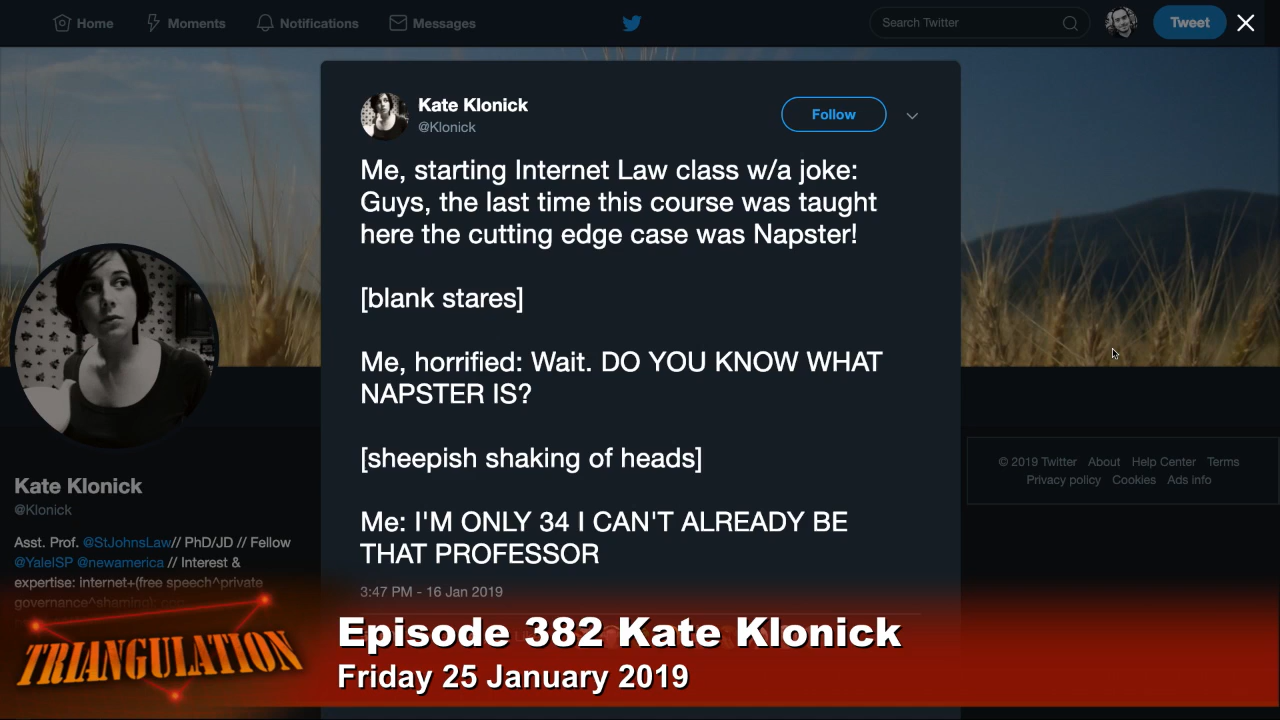 Home Moments Notifications Messages Search Twitter Tweet
Kate Klonick
@Klonick
Follow
Me, starting Internet Law class w/a joke:
Guys, the last time this course was taught
here the cutting edge case was Napster!
[blank stares]
Me, horrified: Wait. DO YOU KNOW WHAT
NAPSTER IS?
[sheepish shaking of heads]
Me: I'M ONLY 34 I CAN'T ALREADY BE
THAT PROFESSOR
3:47 PM - 16 Jan 2019
Kate Klonick
@Klonick
Asst. Prof. @StJohnsLaw// PhD/JD // Fellow
@YaleISP @newamerica // Interest &
expertise: internet+(free speech^private
© 2019 Twitter About Help Center Terms
Privacy policy Cookies Ads info
TRIANGULATION
Episode 382 Kate Klonick
Friday 25 January 2019